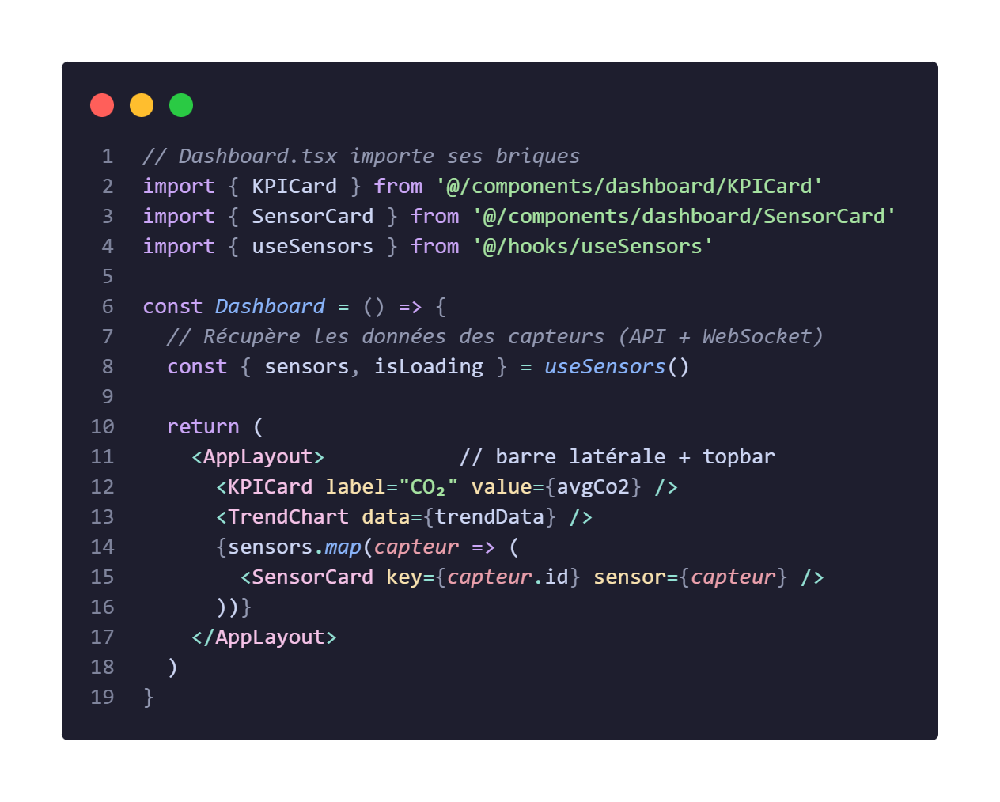 1 // Dashboard.tsx importe ses briques
2 import { KPICard } from '@/components/dashboard/KPICard'
3 import { SensorCard } from '@/components/dashboard/SensorCard'
4 import { useSensors } from '@/hooks/useSensors'
5
6 const Dashboard = () => {
7   // Récupère les données des capteurs (API + WebSocket)
8   const { sensors, isLoading } = useSensors()
9
10   return (
11     <AppLayout>           // barre latérale + topbar
12       <KPICard label="CO₂" value={avgCo2} />
13       <TrendChart data={trendData} />
14       {sensors.map(capteur => (
15         <SensorCard key={capteur.id} sensor={capteur} />
16       ))}
17     </AppLayout>
18   )
19 }